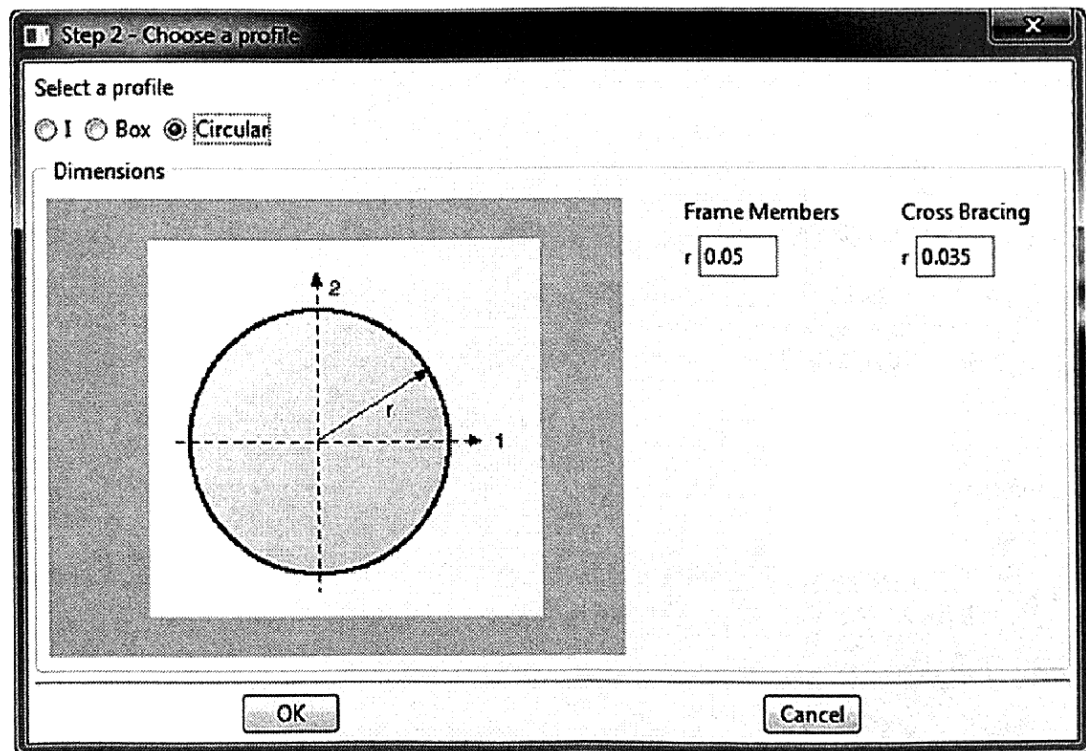 Step 2 - Choose a profile
Select a profile
I Box Circular
Dimensions
Frame Members Cross Bracing
r 0.05 r 0.035
2
r
1
OK Cancel